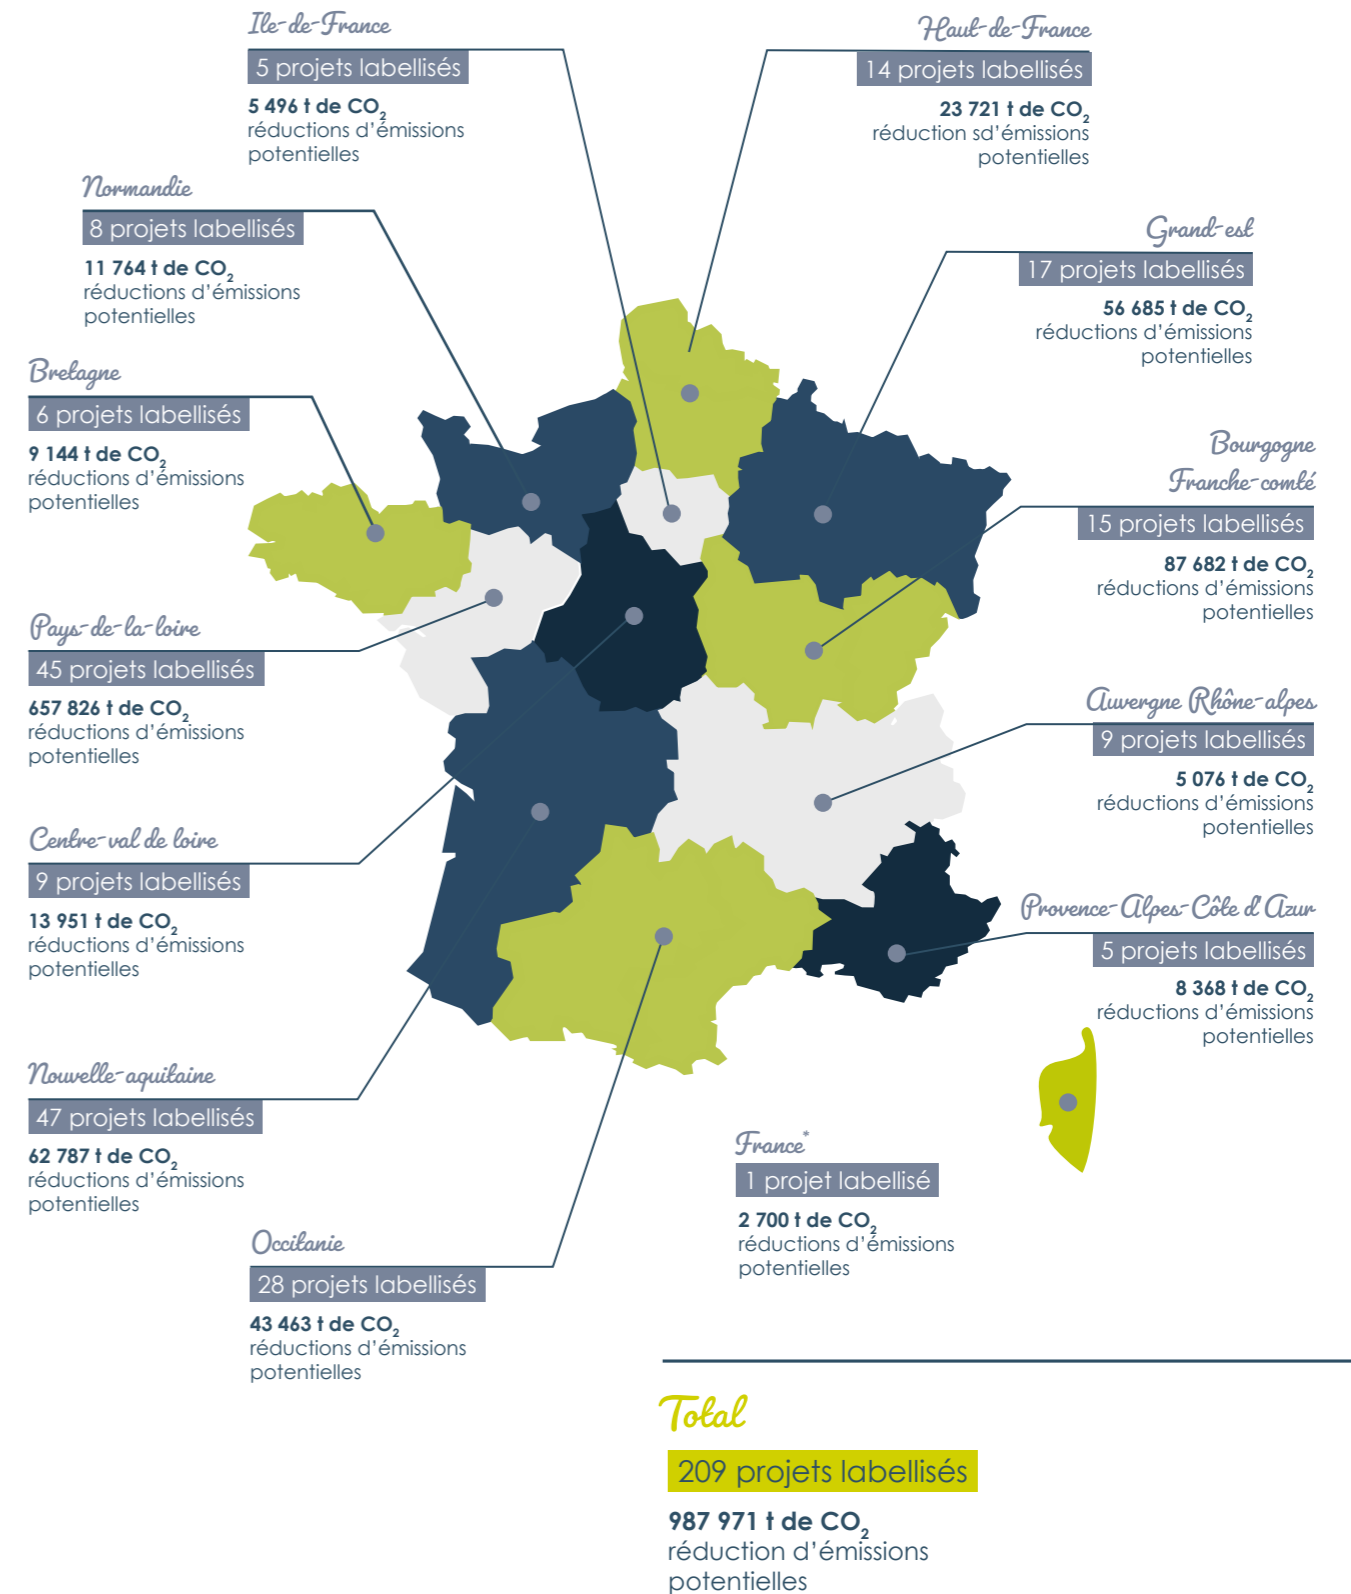 Ile-de-France
5 projets labellisés
5 496 t de CO2
réductions d'émissions
potentielles
Haut-de-France
14 projets labellisés
23 721 t de CO2
réduction sd'émissions
potentielles
Normandie
8 projets labellisés
11 764 t de CO2
réductions d'émissions
potentielles
Grand-est
17 projets labellisés
56 685 t de CO2
réductions d'émissions
potentielles
Bretagne
6 projets labellisés
9 144 t de CO2
réductions d'émissions
potentielles
Bourgogne
Franche-comté
15 projets labellisés
87 682 t de CO2
réductions d'émissions
potentielles
Pays-de-la-loire
45 projets labellisés
657 826 t de CO2
réductions d'émissions
potentielles
Auvergne Rhône-alpes
9 projets labellisés
5 076 t de CO2
réductions d'émissions
potentielles
Centre-val de loire
9 projets labellisés
13 951 t de CO2
réductions d'émissions
potentielles
Provence-Alpes-Côte d'Azur
5 projets labellisés
8 368 t de CO2
réductions d'émissions
potentielles
Nouvelle-aquitaine
47 projets labellisés
62 787 t de CO2
réductions d'émissions
potentielles
France*
1 projet labellisé
2 700 t de CO2
réductions d'émissions
potentielles
Occitanie
28 projets labellisés
43 463 t de CO2
réductions d'émissions
potentielles
Total
209 projets labellisés
987 971 t de CO2
réduction d'émissions
potentielles